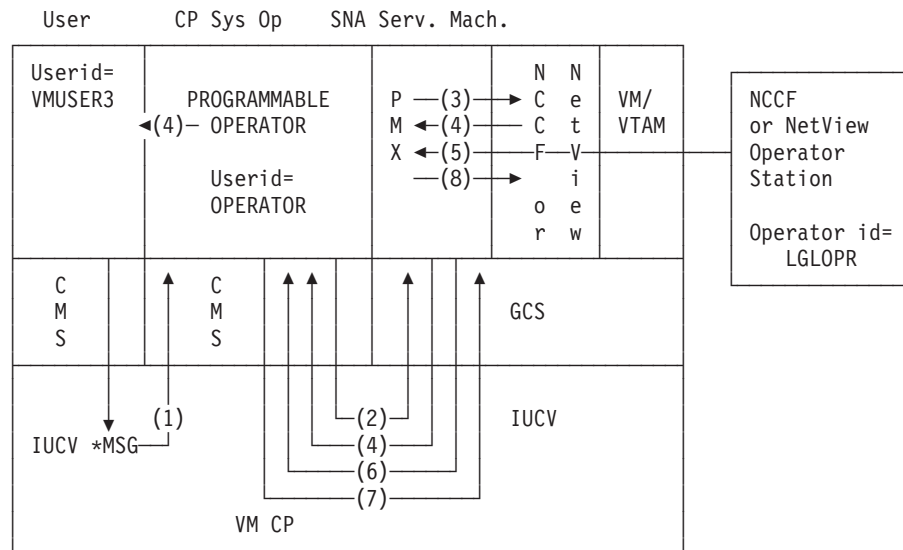 User CP Sys Op SNA Serv. Mach.
Userid= N N
VMUSER3 PROGRAMMABLE P (3) C e VM/ NCCF
(4) OPERATOR M (4) C t VTAM or NetView
X (5) F V Operator
Userid= (8) i Station
OPERATOR o e
r w Operator id=
LGLOPR
C C
M M GCS
S S
(1) (2) IUCV
IUCV *MSG (4)
(6)
(7)
VM CP